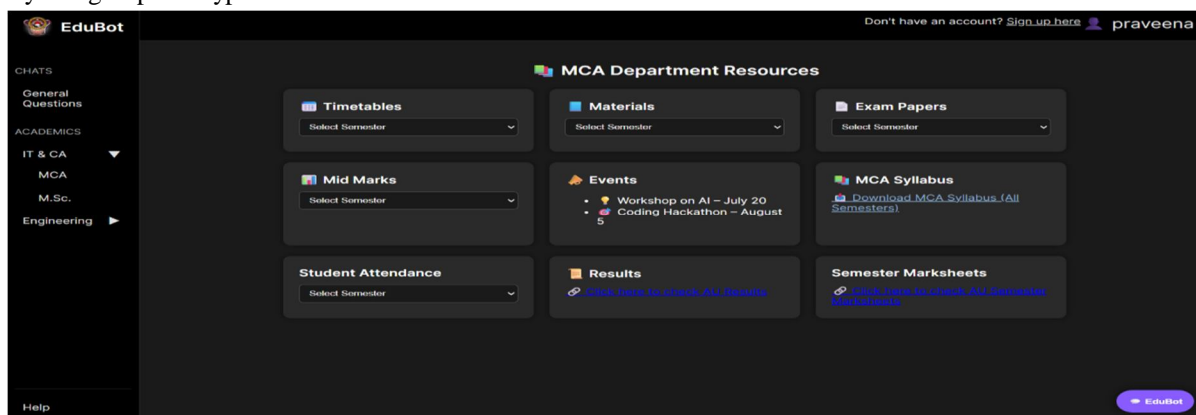 EduBot
Don't have an account? Sign up here praveena
CHATS
General
Questions
ACADEMICS
IT & CA
MCA
M.Sc.
Engineering
Help
MCA Department Resources
Timetables
Select Semester
Materials
Select Semester
Exam Papers
Select Semester
Mid Marks
Select Semester
Events
Workshop on AI – July 20
Coding Hackathon – August
5
MCA Syllabus
Download MCA Syllabus (All
Semesters)
Student Attendance
Select Semester
Results
Click here to check AU Results
Semester Marksheets
Click here to check AU Semester
Marksheets
EduBot